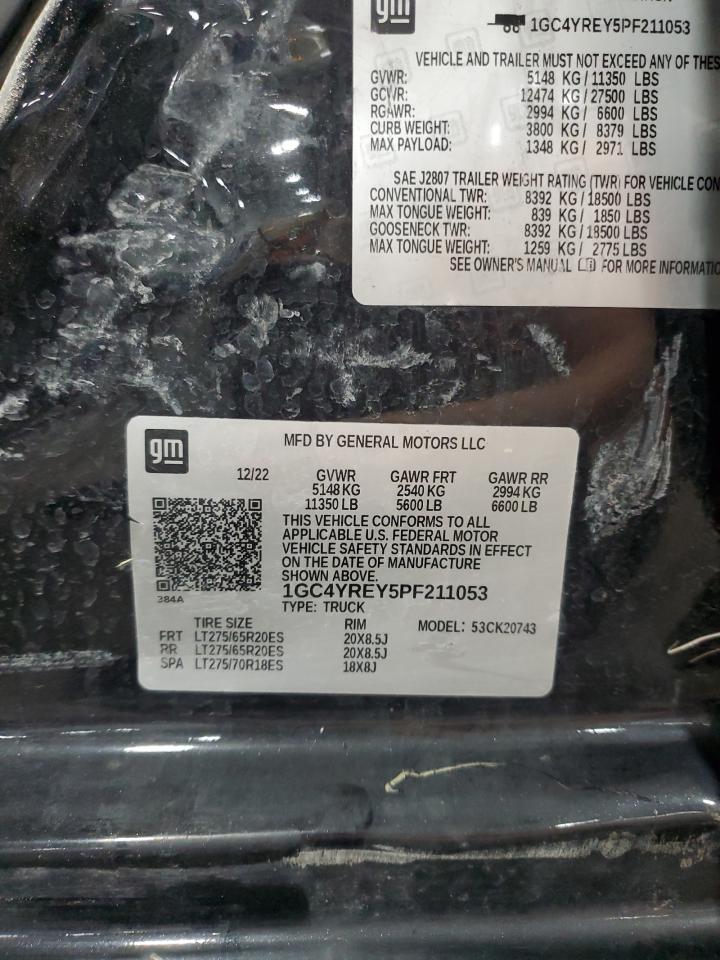 gm
1GC4YREY5PF211053
VEHICLE AND TRAILER MUST NOT EXCEED ANY OF THES
GVWR: 5148 KG / 11350 LBS
GCWR: 12474 KG / 27500 LBS
RGAWR: 2994 KG / 6600 LBS
CURB WEIGHT: 3800 KG / 8379 LBS
MAX PAYLOAD: 1348 KG / 2971 LBS
SAE J2807 TRAILER WEIGHT RATING (TWR) FOR VEHICLE CON
CONVENTIONAL TWR: 8392 KG / 18500 LBS
MAX TONGUE WEIGHT: 839 KG / 1850 LBS
GOOSENECK TWR: 8392 KG / 18500 LBS
MAX TONGUE WEIGHT: 1259 KG / 2775 LBS
SEE OWNER'S MANUAL FOR MORE INFORMATIO
gm
MFD BY GENERAL MOTORS LLC
12/22 GVWR GAWR FRT GAWR RR
5148 KG 2540 KG 2994 KG
11350 LB 5600 LB 6600 LB
THIS VEHICLE CONFORMS TO ALL
APPLICABLE U.S. FEDERAL MOTOR
VEHICLE SAFETY STANDARDS IN EFFECT
ON THE DATE OF MANUFACTURE
SHOWN ABOVE.
384A
1GC4YREY5PF211053
TYPE: TRUCK
TIRE SIZE RIM MODEL: 53CK20743
FRT LT275/65R20ES 20X8.5J
RR LT275/65R20ES 20X8.5J
SPA LT275/70R18ES 18X8J